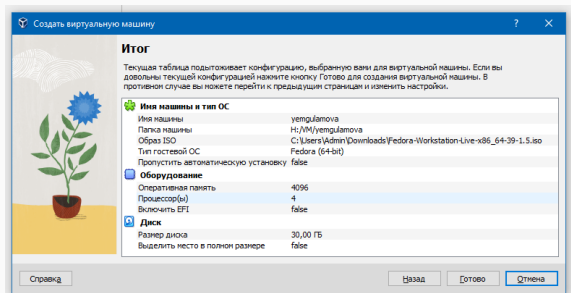 Создать виртуальную машину
? ×
Итог
Текущая таблица подытоживает конфигурацию, выбранную вами для виртуальной машины. Если вы
довольны текущей конфигурацией нажмите кнопку Готово для создания виртуальной машины. В
противном случае вы можете перейти к предыдущим страницам и изменить настройки.
Имя машины и тип ОС
Имя машины yemgulamova
Папка машины H:/VM/yemgulamova
Образ ISO C:\Users\Admin\Downloads\Fedora-Workstation-Live-x86_64-39-1.5.iso
Тип гостевой ОС Fedora (64-bit)
Пропустить автоматическую установку false
Оборудование
Оперативная память 4096
Процессор(ы) 4
Включить EFI false
Диск
Размер диска 30,00 ГБ
Выделить место в полном размере false
Справка Назад Готово Отмена